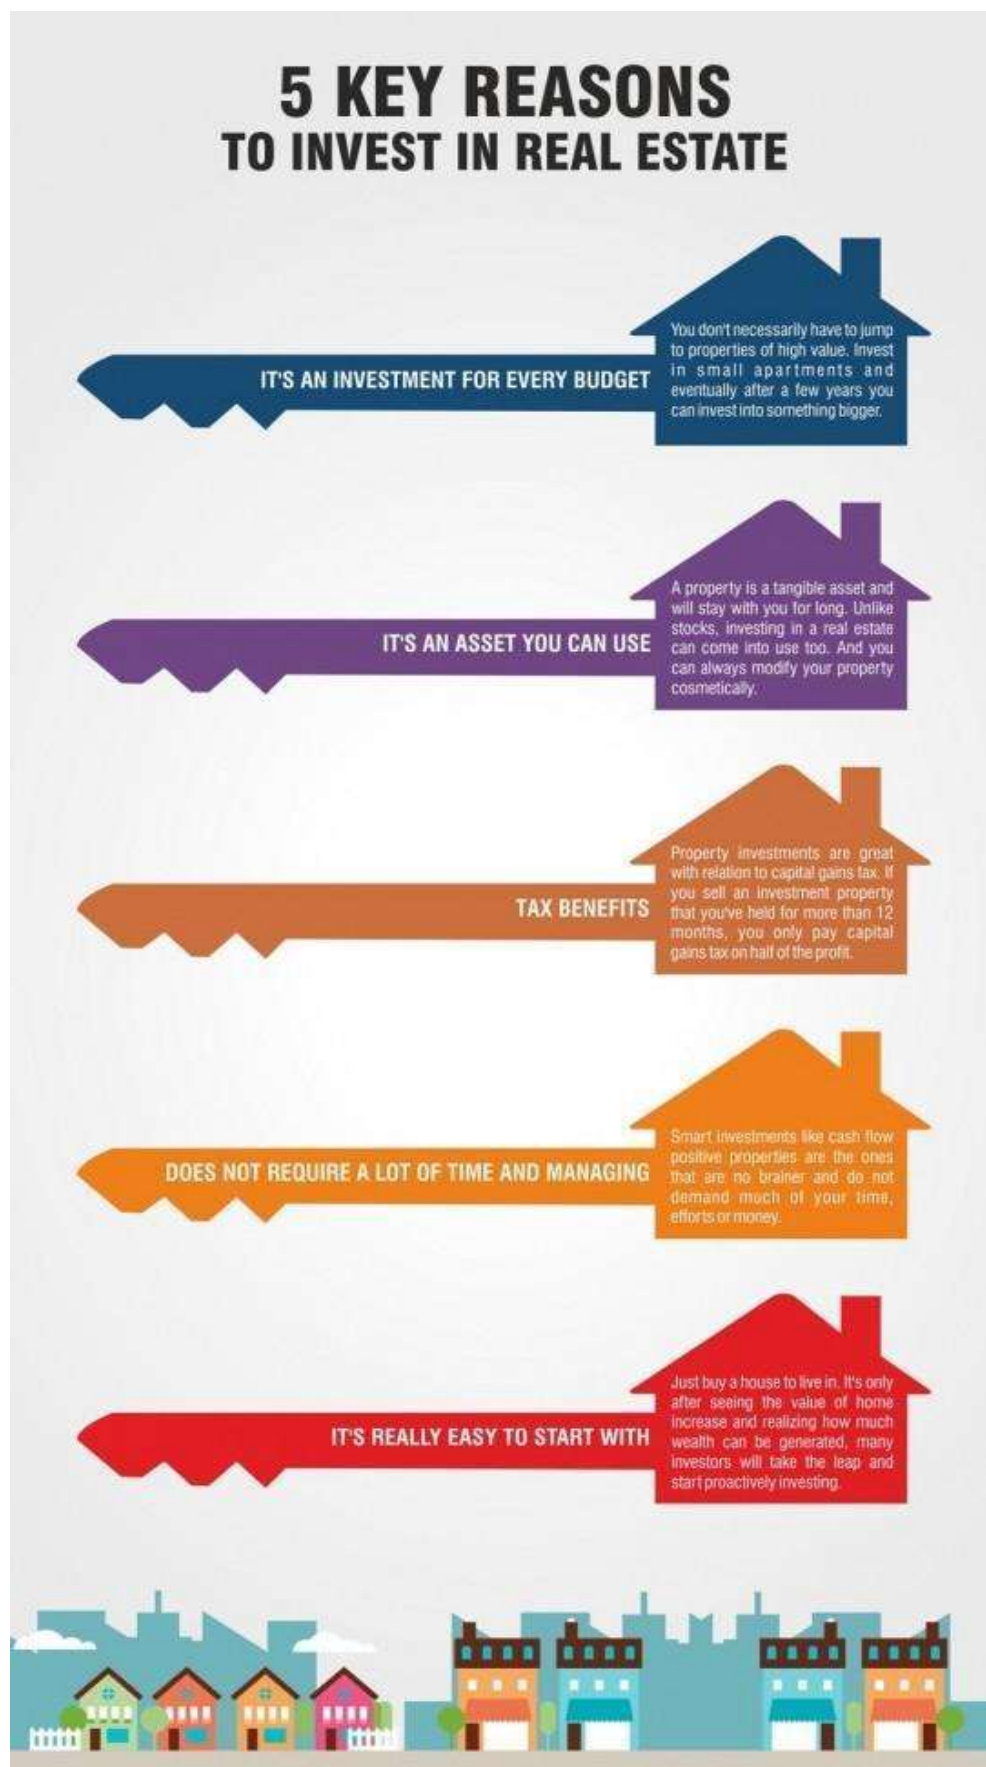 5 KEY REASONS
TO INVEST IN REAL ESTATE
IT'S AN INVESTMENT FOR EVERY BUDGET
You don't necessarily have to jump
to properties of high value. Invest
in small apartments and
eventually after a few years you
can invest into something bigger.
IT'S AN ASSET YOU CAN USE
A property is a tangible asset and
will stay with you for long. Unlike
stocks, investing in a real estate
can come into use too. And you
can always modify your property
cosmetically.
TAX BENEFITS
Property investments are great
with relation to capital gains tax. If
you sell an investment property
that you've held for more than 12
months, you only pay capital
gains tax on half of the profit.
DOES NOT REQUIRE A LOT OF TIME AND MANAGING
Smart investments like cash flow
positive properties are the ones
that are no brainer and do not
demand much of your time,
efforts or money.
IT'S REALLY EASY TO START WITH
Just buy a house to live in. It's only
after seeing the value of home
increase and realizing how much
wealth can be generated, many
investors will take the leap and
start proactively investing.